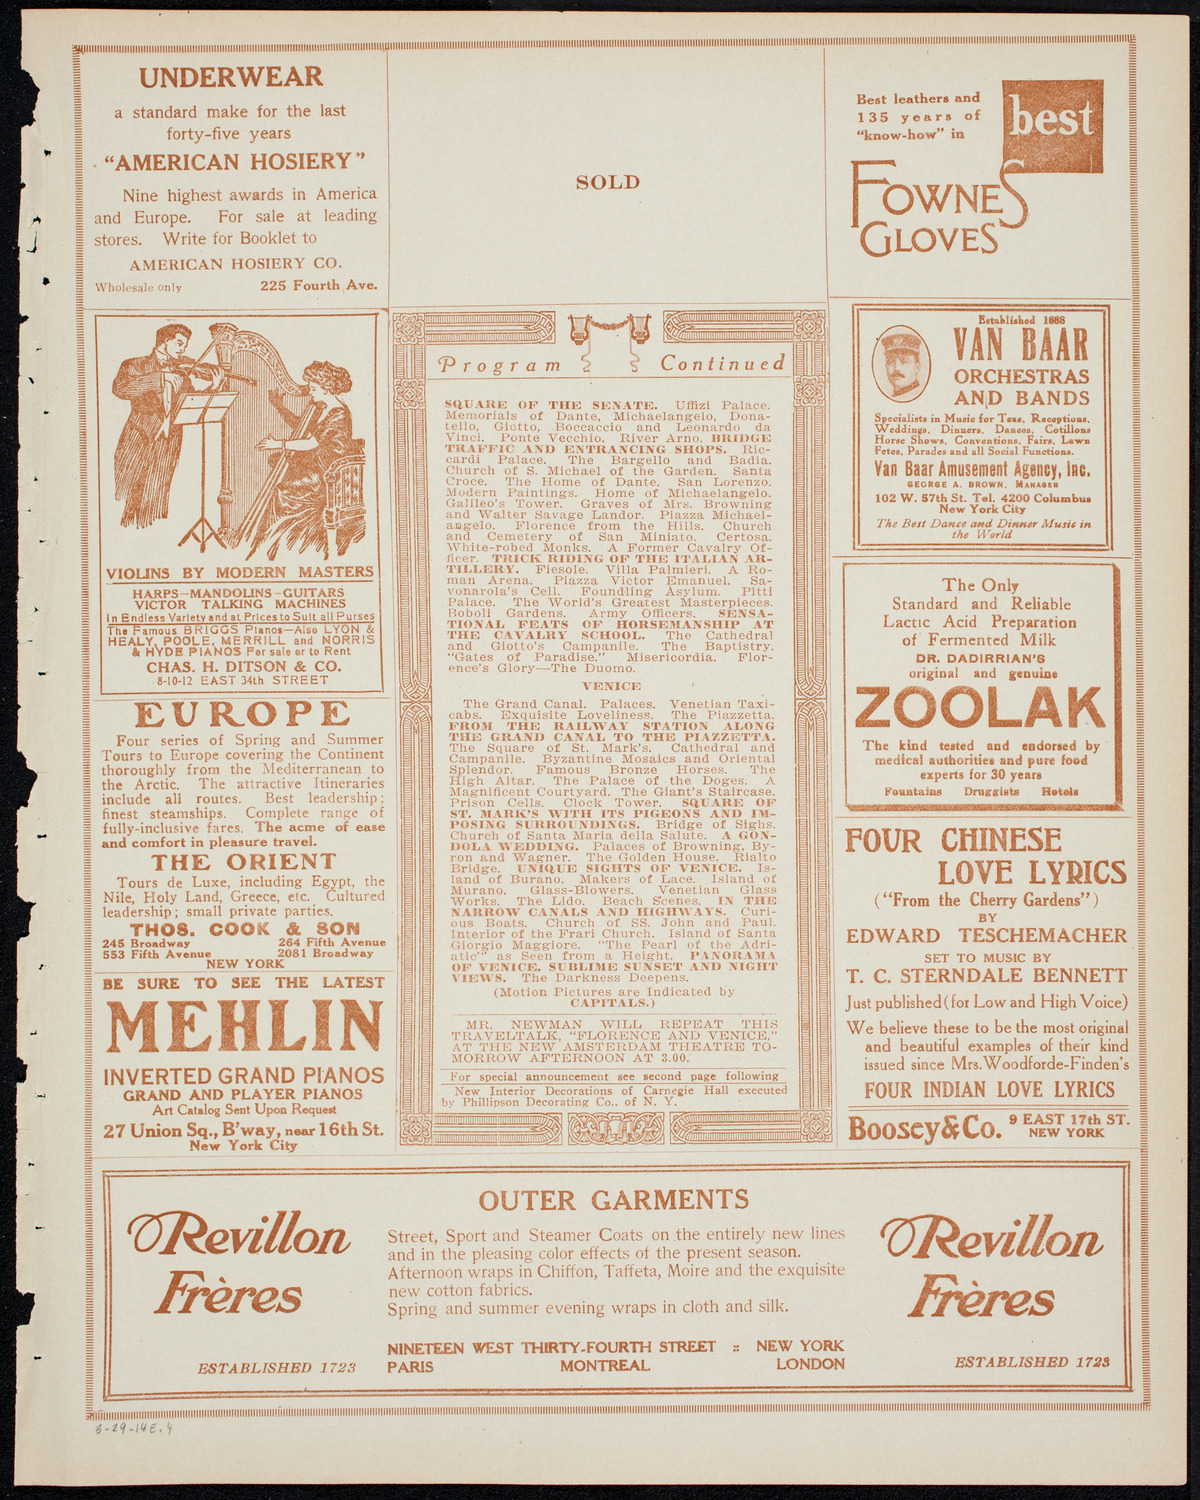 UNDERWEAR
a standard make for the last
forty-five years
"AMERICAN HOSIERY"
Nine highest awards in America
and Europe. For sale at leading
stores. Write for Booklet to
AMERICAN HOSIERY CO.
Wholesale only 225 Fourth Ave.
SOLD
Best leathers and
135 years of
"know-how" in
best
FOWNES
GLOVES
VIOLINS BY MODERN MASTERS
HARPS—MANDOLINS—GUITARS
VICTOR TALKING MACHINES
In Endless Variety and at Prices to Suit all Purses
The Famous BRIGGS Pianos—Also LYON &
HEALY, POOLE, MERRILL and NORRIS
& HYDE PIANOS For sale or to Rent
CHAS. H. DITSON & CO.
8-10-12 EAST 34th STREET
EUROPE
Four series of Spring and Summer
Tours to Europe covering the Continent
thoroughly from the Mediterranean to
the Arctic. The attractive Itineraries
include all routes. Best leadership;
finest steamships. Complete range of
fully-inclusive fares. The acme of ease
and comfort in pleasure travel.
THE ORIENT
Tours de Luxe, including Egypt, the
Nile, Holy Land, Greece, etc. Cultured
leadership; small private parties.
THOS. COOK & SON
245 Broadway 264 Fifth Avenue
553 Fifth Avenue 2081 Broadway
NEW YORK
BE SURE TO SEE THE LATEST
MEHLIN
INVERTED GRAND PIANOS
GRAND AND PLAYER PIANOS
Art Catalog Sent Upon Request
27 Union Sq., B'way, near 16th St.
New York City
Program Continued
SQUARE OF THE SENATE. Uffizi Palace.
Memorials of Dante, Michaelangelo, Dona-
tello, Giotto, Boccaccio and Leonardo da
Vinci. Ponte Vecchio. River Arno. BRIDGE
TRAFFIC AND ENTRANCING SHOPS. Ric-
cardi Palace. The Bargello and Badia.
Church of S. Michael of the Garden. Santa
Croce. The Home of Dante. San Lorenzo.
Modern Paintings. Home of Michaelangelo.
Galileo's Tower. Graves of Mrs. Browning
and Walter Savage Landor. Piazza Michael-
angelo. Florence from the Hills. Church
and Cemetery of San Miniato. Certosa.
White-robed Monks. A Former Cavalry Of-
ficer. TRICK RIDING OF THE ITALIAN AR-
TILLERY. Fiesole. Villa Palmieri. A Ro-
man Arena. Piazza Victor Emanuel. Sa-
vonarola's Cell. Foundling Asylum. Pitti
Palace. The World's Greatest Masterpieces.
Boboli Gardens. Army Officers. SENSA-
TIONAL FEATS OF HORSEMANSHIP AT
THE CAVALRY SCHOOL. The Cathedral
and Giotto's Campanile. The Baptistry.
"Gates of Paradise." Misericordia. Flor-
ence's Glory—The Duomo.
VENICE
The Grand Canal. Palaces. Venetian Taxi-
cabs. Exquisite Loveliness. The Piazzetta.
FROM THE RAILWAY STATION ALONG
THE GRAND CANAL TO THE PIAZZETTA.
The Square of St. Mark's. Cathedral and
Campanile. Byzantine Mosaics and Oriental
Splendor. Famous Bronze Horses. The
High Altar. The Palace of the Doges. A
Magnificent Courtyard. The Giant's Staircase.
Prison Cells. Clock Tower. SQUARE OF
ST. MARK'S WITH ITS PIGEONS AND IM-
POSING SURROUNDINGS. Bridge of Sighs.
Church of Santa Maria della Salute. A GON-
DOLA WEDDING. Palaces of Browning, By-
ron and Wagner. The Golden House. Rialto
Bridge. UNIQUE SIGHTS OF VENICE. Is-
land of Burano. Makers of Lace. Island of
Murano. Glass-Blowers. Venetian Glass
Works. The Lido. Beach Scenes. IN THE
NARROW CANALS AND HIGHWAYS. Curi-
ous Boats. Church of SS. John and Paul.
Interior of the Frari Church. Island of Santa
Giorgio Maggiore. "The Pearl of the Adri-
atic'" as Seen from a Height. PANORAMA
OF VENICE. SUBLIME SUNSET AND NIGHT
VIEWS. The Darkness Deepens.
(Motion Pictures are Indicated by
CAPITALS.)
MR. NEWMAN WILL REPEAT THIS
TRAVELTALK, "FLORENCE AND VENICE,"
AT THE NEW AMSTERDAM THEATRE TO-
MORROW AFTERNOON AT 3.00.
For special announcement see second page following
New Interior Decorations of Carnegie Hall executed
by Phillipson Decorating Co., of N. Y.
Established 1888
VAN BAAR
ORCHESTRAS
AND BANDS
Specialists in Music for Teas, Receptions,
Weddings, Dinners, Dances, Cotillons
Horse Shows, Conventions, Fairs, Lawn
Fetes, Parades and all Social Functions.
Van Baar Amusement Agency, Inc.
GEORGE A. BROWN, MANAGER
102 W. 57th St. Tel. 4200 Columbus
New York City
The Best Dance and Dinner Music in
the World
The Only
Standard and Reliable
Lactic Acid Preparation
of Fermented Milk
DR. DADIRRIAN'S
original and genuine
ZOOLAK
The kind tested and endorsed by
medical authorities and pure food
experts for 30 years
Fountains Druggists Hotels
FOUR CHINESE
LOVE LYRICS
("From the Cherry Gardens")
BY
EDWARD TESCHEMACHER
SET TO MUSIC BY
T. C. STERNDALE BENNETT
Just published (for Low and High Voice)
We believe these to be the most original
and beautiful examples of their kind
issued since Mrs. Woodforde-Finden's
FOUR INDIAN LOVE LYRICS
Boosey & Co. 9 EAST 17th ST.
NEW YORK
Revillon
Frères
ESTABLISHED 1723
OUTER GARMENTS
Street, Sport and Steamer Coats on the entirely new lines
and in the pleasing color effects of the present season.
Afternoon wraps in Chiffon, Taffeta, Moire and the exquisite
new cotton fabrics.
Spring and summer evening wraps in cloth and silk.
NINETEEN WEST THIRTY-FOURTH STREET :: NEW YORK
PARIS MONTREAL LONDON
Revillon
Frères
ESTABLISHED 1723
3-29-14E.4